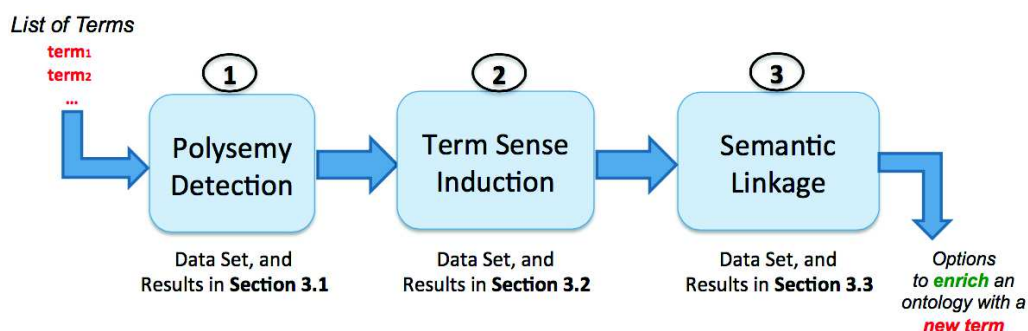 List of Terms
term1
term2
...
1
Polysemy
Detection
Data Set, and
Results in Section 3.1
2
Term Sense
Induction
Data Set, and
Results in Section 3.2
3
Semantic
Linkage
Data Set, and
Results in Section 3.3
Options
to enrich an
ontology with a
new term